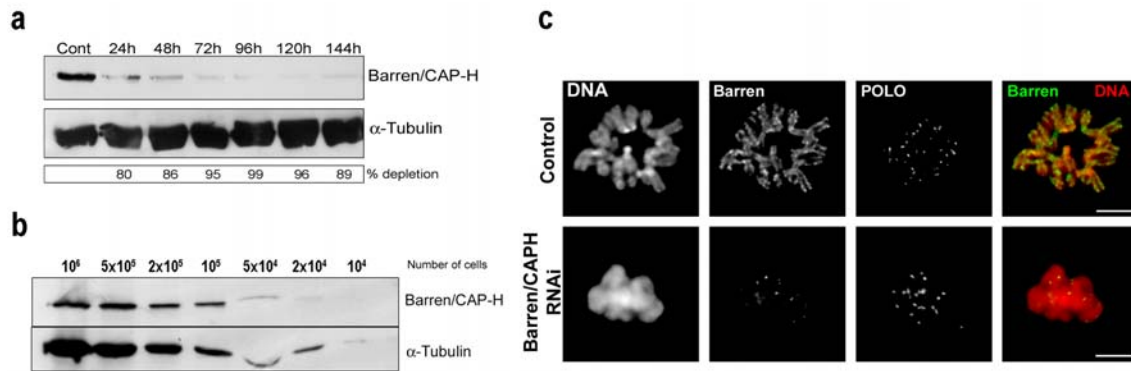 a
Cont 24h 48h 72h 96h 120h 144h
Barren/CAP-H
α-Tubulin
80 86 95 99 96 89 % depletion
b
10⁶ 5x10⁵ 2x10⁵ 10⁵ 5x10⁴ 2x10⁴ 10⁴ Number of cells
Barren/CAP-H
α-Tubulin
c
DNA Barren POLO Barren DNA
Control
Barren/CAPH
RNAi